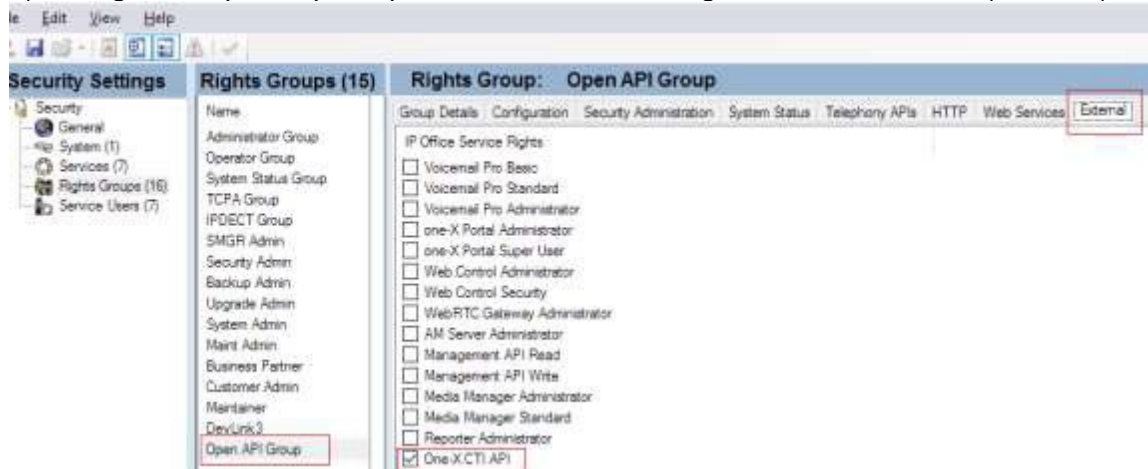 Edit View Help
Security Settings
Security
General
System (1)
Services (7)
Rights Groups (16)
Service Users (7)
Rights Groups (15)
Name
Administrator Group
Operator Group
System Status Group
TCPA Group
IPDECT Group
SMGR Admin
Security Admin
Backup Admin
Upgrade Admin
System Admin
Maint Admin
Business Partner
Customer Admin
Maintainer
DevLink3
Open API Group
Rights Group: Open API Group
Group Details Configuration Security Administration System Status Telephony APIs HTTP Web Services External
IP Office Service Rights
Voicemail Pro Basic
Voicemail Pro Standard
Voicemail Pro Administrator
one-X Portal Administrator
one-X Portal Super User
Web Control Administrator
Web Control Security
WebRTC Gateway Administrator
AM Server Administrator
Management API Read
Management API Write
Media Manager Administrator
Media Manager Standard
Reporter Administrator
One-X CTI API